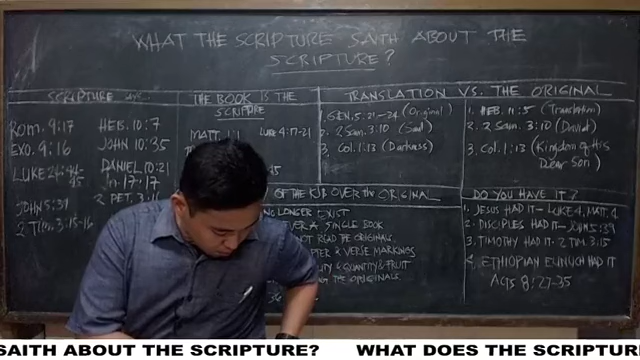 WHAT THE SCRIPTURE SAITH ABOUT THE
SCRIPTURE?
SCRIPTURE
Rom. 9:17
EXO. 9:16
LUKE 24:
JOHN 5:39
2 Tim. 3:15-16
HEB. 10:7
JOHN 10:35
DANIEL 10:21
17:17
2 PET.
THE BOOK IS THE
SCRIPTURE
MATT. 1:1
LUKE 4:17-21
TRANSLATION VS. THE ORIGINAL
1. GEN. 5:21-24 (Original)
2. 2 Sam. 3:10 (Saul)
3. Col. 1:13 (Darkness)
1. HEB. 11:5 (Translation)
2. 2 Sam. 3:10 (David)
3. Col. 1:13 (Kingdom of His
Dear Son)
OF THE KJB OVER THE ORIGINAL
NO LONGER EXIST
EVER A SINGLE BOOK
NOT READ THE ORIGINALS
& VERSE MARKINGS
QUANTITY & FRUIT
THE ORIGINALS
DO YOU HAVE IT?
1. JESUS HAD IT - LUKE 4, MATT. 4
2. DISCIPLES HAD IT - JOHN 5:39
3. TIMOTHY HAD IT - 2 TIM. 3:15
4. ETHIOPIAN EUNUCH HAD IT
Acts 8:27-35
SAITH ABOUT THE SCRIPTURE? WHAT DOES THE SCRIPTUR